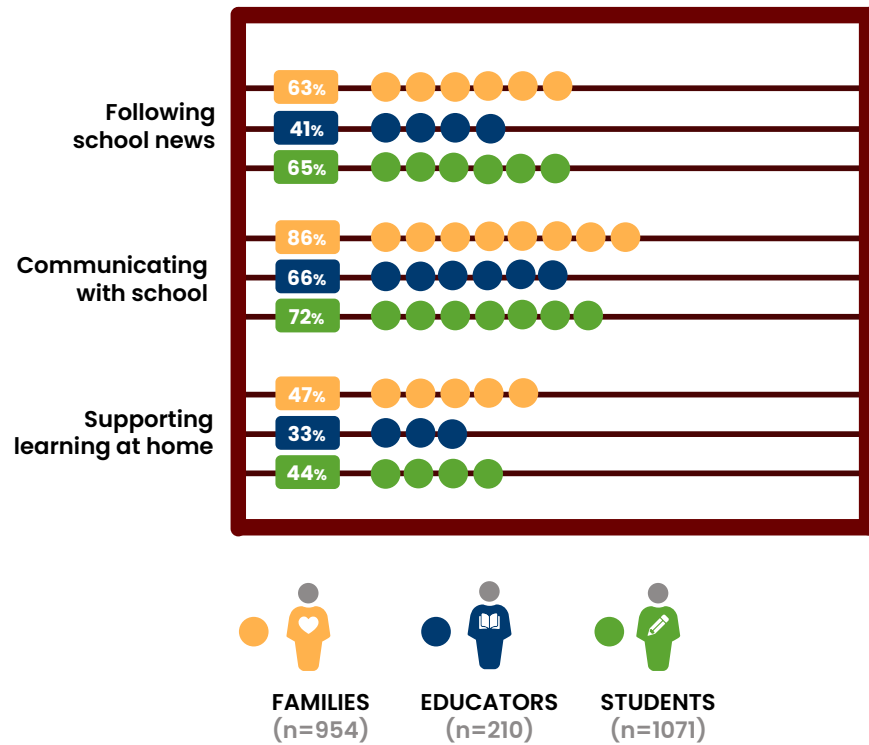 Following
school news
63%
41%
65%
Communicating
with school
86%
66%
72%
Supporting
learning at home
47%
33%
44%
FAMILIES
(n=954)
EDUCATORS
(n=210)
STUDENTS
(n=1071)